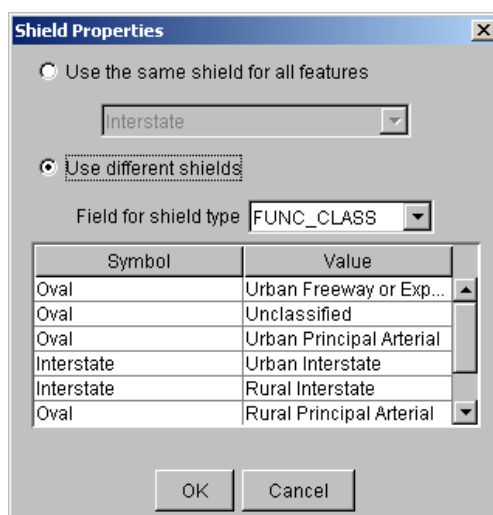 Shield Properties
Use the same shield for all features
Interstate
Use different shields
Field for shield type FUNC_CLASS
Symbol Value
Oval Urban Freeway or Exp...
Oval Unclassified
Oval Urban Principal Arterial
Interstate Urban Interstate
Interstate Rural Interstate
Oval Rural Principal Arterial
OK Cancel